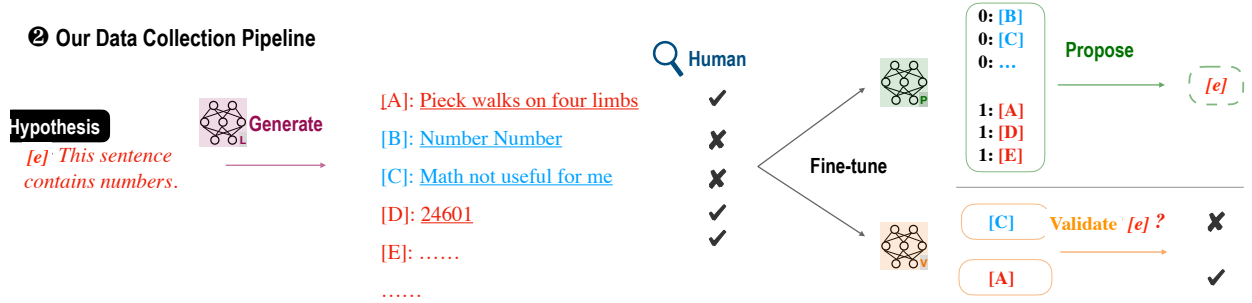 ❷ Our Data Collection Pipeline
Hypothesis
[e] This sentence
contains numbers.
L
Generate
Human
[A]: Pieck walks on four limbs ✔
[B]: Number Number ✘
[C]: Math not useful for me ✘
[D]: 24601 ✔
[E]: …… ✔
……
Fine-tune
P
V
0: [B]
0: [C]
0: …
1: [A]
1: [D]
1: [E]
Propose
[e]
[C] Validate [e] ? ✘
[A] ✔